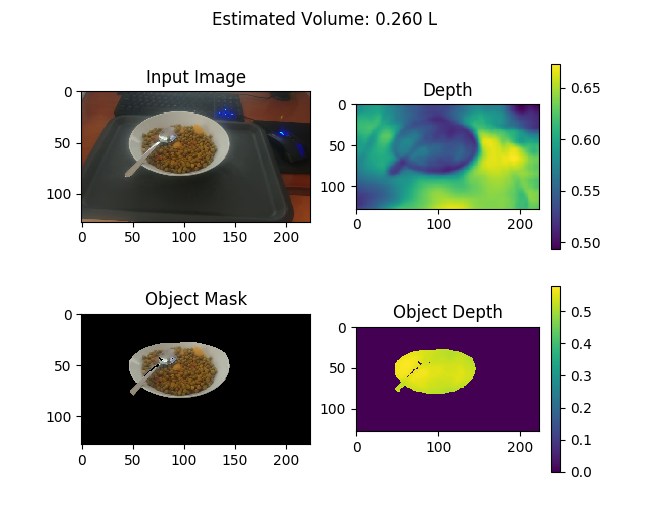 Estimated Volume: 0.260 L
Input Image
0
50
100
0 50 100 150 200
Depth
0
50
100
0 100 200
0.65
0.60
0.55
0.50
Object Mask
0
50
100
0 50 100 150 200
Object Depth
0
50
100
0 100 200
0.5
0.4
0.3
0.2
0.1
0.0